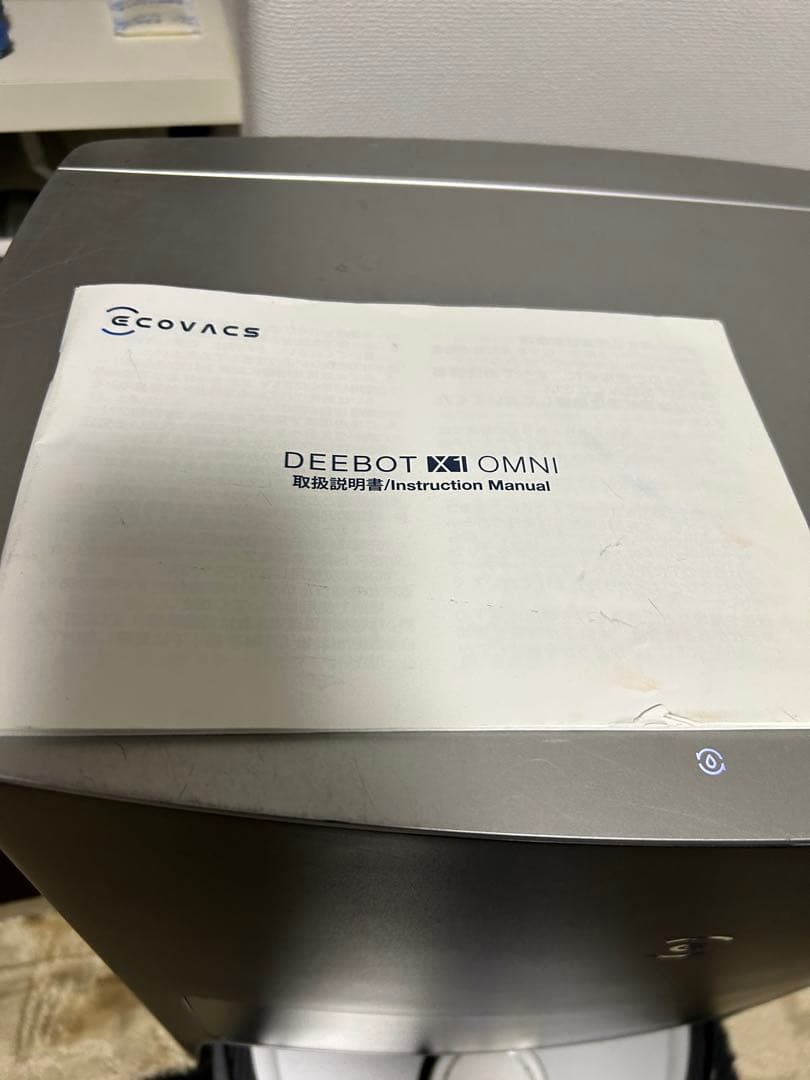 ECOVACS
DEEBOT X1 OMNI
取扱説明書/Instruction Manual